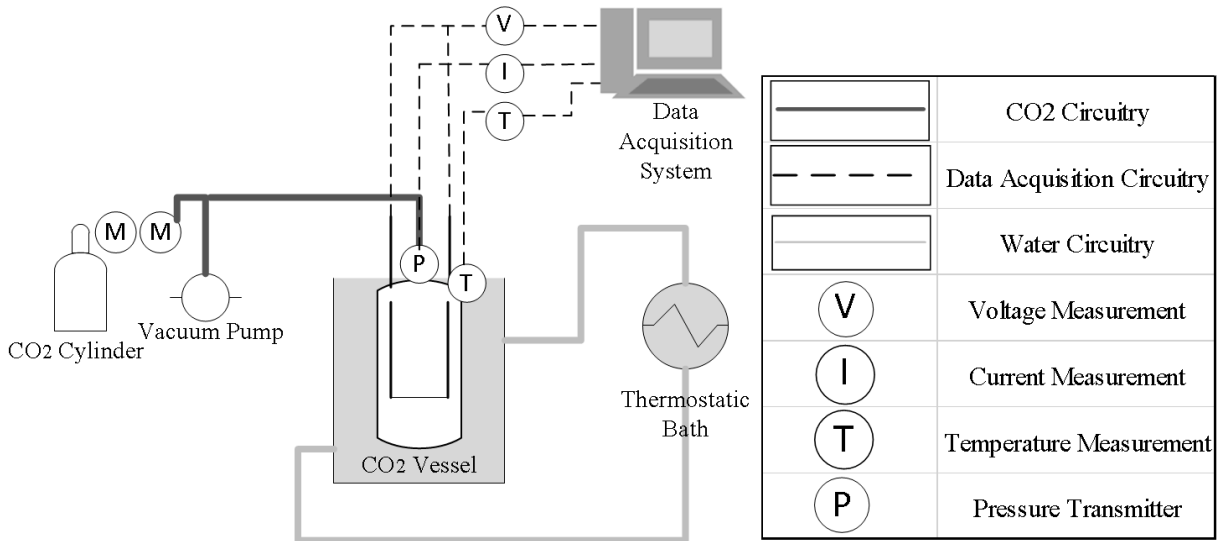 V
I
T
Data
Acquisition
System
M M
P
T
CO2 Cylinder
Vacuum Pump
CO2 Vessel
Thermostatic
Bath
CO2 Circuitry
Data Acquisition Circuitry
Water Circuitry
V Voltage Measurement
I Current Measurement
T Temperature Measurement
P Pressure Transmitter